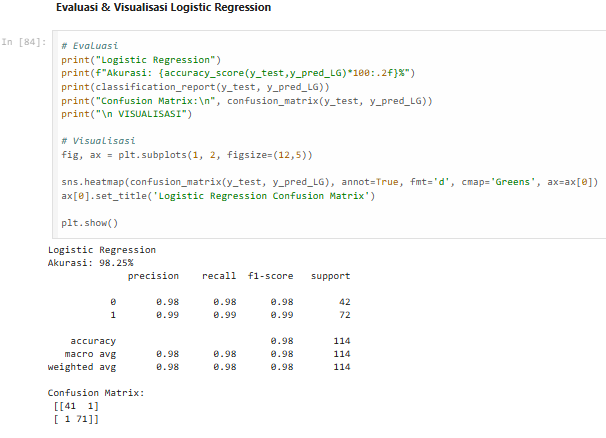 Evaluasi & Visualisasi Logistic Regression
In [84]:
# Evaluasi
print("Logistic Regression")
print(f"Akurasi: {accuracy_score(y_test,y_pred_LG)*100:.2f}%")
print(classification_report(y_test, y_pred_LG))
print("Confusion Matrix:\n", confusion_matrix(y_test, y_pred_LG))
print("\n VISUALISASI")
# Visualisasi
fig, ax = plt.subplots(1, 2, figsize=(12,5))
sns.heatmap(confusion_matrix(y_test, y_pred_LG), annot=True, fmt='d', cmap='Greens', ax=ax[0])
ax[0].set_title('Logistic Regression Confusion Matrix')
plt.show()
Logistic Regression
Akurasi: 98.25%
precision recall f1-score support
0 0.98 0.98 0.98 42
1 0.99 0.99 0.99 72
accuracy 0.98 114
macro avg 0.98 0.98 0.98 114
weighted avg 0.98 0.98 0.98 114
Confusion Matrix:
[[41 1]
[ 1 71]]